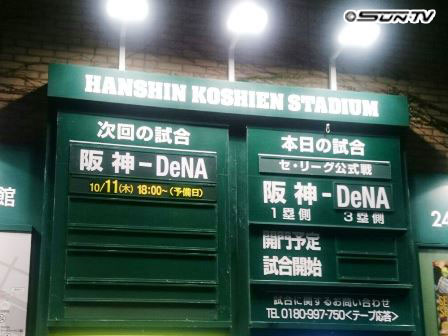 SUN-TV
HANSHIN KOSHIEN STADIUM
次回の試合
阪神-DeNA
10/11(木) 18:00~(予備日)
本日の試合
セ・リーグ公式戦
阪神-DeNA
1塁側 3塁側
開門予定
試合開始
試合に関するお問い合わせ
TEL 0180-997-750<テープ応答>
館
24